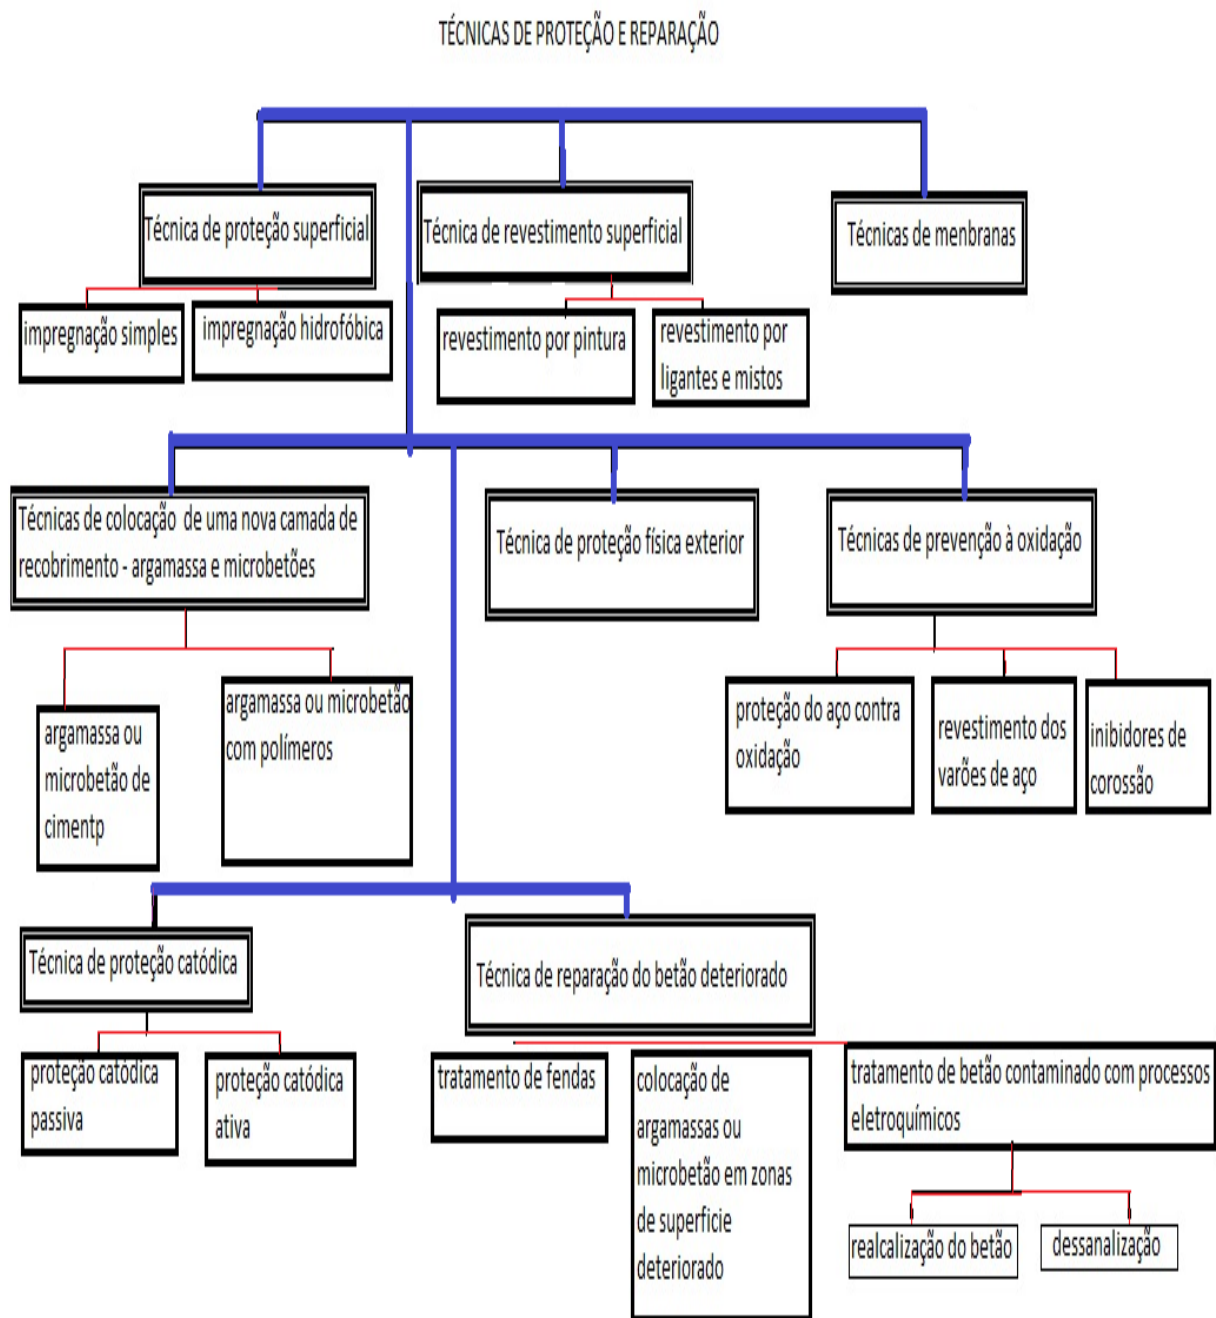 TÉCNICAS DE PROTEÇÃO E REPARAÇÃO
Técnica de proteção superficial
Técnica de revestimento superficial
Técnicas de menbranas
impregnação simples
impregnação hidrofóbica
revestimento por pintura
revestimento por
ligantes e mistos
Técnicas de colocação de uma nova camada de
recobrimento - argamassa e microbetões
Técnica de proteção física exterior
Técnicas de prevenção à oxidação
argamassa ou
microbetão de
cimentp
argamassa ou microbetão
com polímeros
proteção do aço contra
oxidação
revestimento dos
varões de aço
inibidores de
corossão
Técnica de proteção catódica
Técnica de reparação do betão deteriorado
proteção catódica
passiva
proteção catódica
ativa
tratamento de fendas
colocação de
argamassas ou
microbetão em zonas
de superficie
deteriorado
tratamento de betão contaminado com processos
eletroquímicos
realcalização do betão
dessanalização